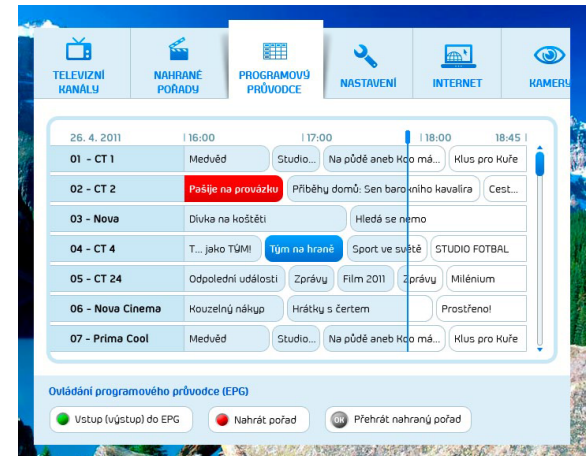 TELEVIZNÍ KANÁLY
NAHRANÉ POŘADY
PROGRAMOVÝ PRŮVODCE
NASTAVENÍ
INTERNET
KAMERY
26. 4. 2011 16:00 17:00 18:00 18:45
01 - CT 1 Medvěd Studio... Na půdě aneb Kdo má... Klus pro Kuře
02 - CT 2 Pašije na provázku Příběhy domů: Sen barokního kavalíra Cest...
03 - Nova Dívka na koštěti Hledá se nemo
04 - CT 4 T... jako TÝM! Tým na hraně Sport ve světě STUDIO FOTBAL
05 - CT 24 Odpolední události Zprávy Film 2011 Zprávy Milénium
06 - Nova Cinema Kouzelný nákyp Hrátky s čertem Prostřeno!
07 - Prima Cool Medvěd Studio... Na půdě aneb Kdo má... Klus pro Kuře
Ovládání programového průvodce (EPG)
Vstup (výstup) do EPG Nahrát pořad OK Přehrát nahraný pořad